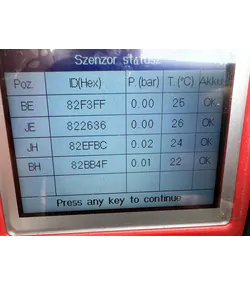 Szenzor státusz
Poz. ID(Hex) P. (bar) T. (°C) Akku
BE 82F3FF 0.00 25 OK
JE 822636 0.00 26 OK
JH 82EFBC 0.02 24 OK
BH 82BB4F 0.01 22 OK
Press any key to continue